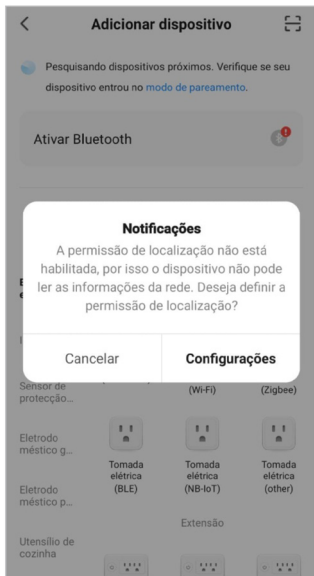 Adicionar dispositivo
Pesquisando dispositivos próximos. Verifique se seu
dispositivo entrou no modo de pareamento.
Ativar Bluetooth
Notificações
A permissão de localização não está
habilitada, por isso o dispositivo não pode
ler as informações da rede. Deseja definir a
permissão de localização?
Cancelar
Configurações
Sensor de
protecção...
(Wi-Fi)
(Zigbee)
Eletrodo
méstico g...
Tomada
elétrica
(BLE)
Tomada
elétrica
(NB-IoT)
Tomada
elétrica
(other)
Eletrodo
méstico p...
Extensão
Utensílio de
cozinha